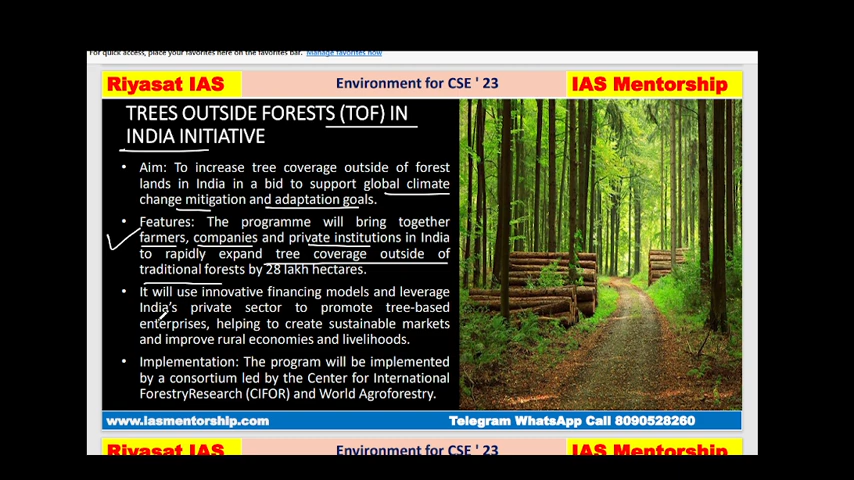 For quick access, place your favorites here on the favorites bar. Manage favorites now
Riyasat IAS
Environment for CSE ' 23
IAS Mentorship
TREES OUTSIDE FORESTS (TOF) IN
INDIA INITIATIVE
• Aim: To increase tree coverage outside of forest
lands in India in a bid to support global climate
change mitigation and adaptation goals.
• Features: The programme will bring together
farmers, companies and private institutions in India
to rapidly expand tree coverage outside of
traditional forests by 28 lakh hectares.
• It will use innovative financing models and leverage
India's private sector to promote tree-based
enterprises, helping to create sustainable markets
and improve rural economies and livelihoods.
• Implementation: The program will be implemented
by a consortium led by the Center for International
ForestryResearch (CIFOR) and World Agroforestry.
www.iasmentorship.com
Telegram WhatsApp Call 8090528260
Riyasat IAS
Environment for CSE ' 23
IAS Mentorship